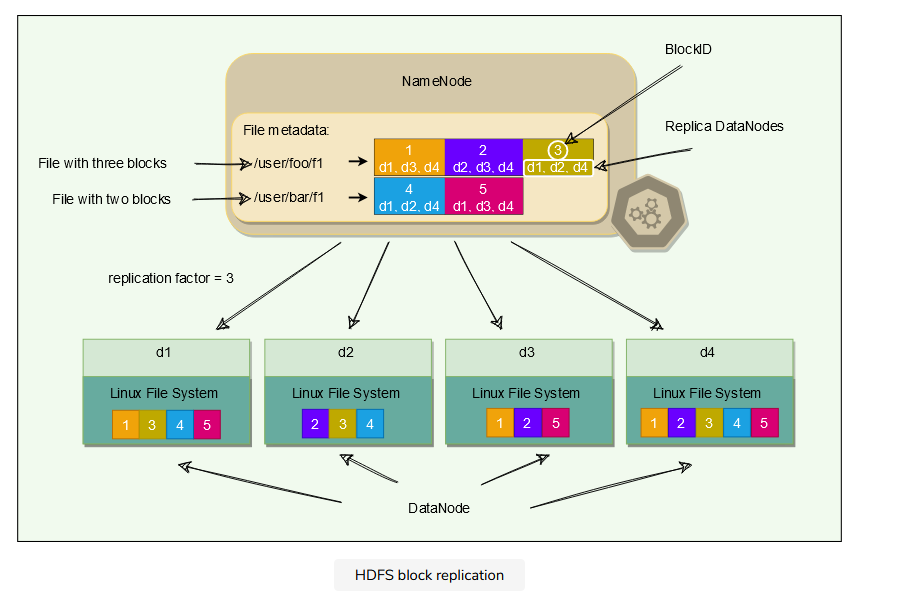 BlockID
NameNode
Replica DataNodes
File metadata:
File with three blocks
/user/foo/f1
1
d1, d3, d4
2
d2, d3, d4
3
d1, d2, d4
File with two blocks
/user/bar/f1
4
d1, d2, d4
5
d1, d3, d4
replication factor = 3
d1
Linux File System
1 3 4 5
d2
Linux File System
2 3 4
d3
Linux File System
1 2 5
d4
Linux File System
1 2 3 4 5
DataNode
HDFS block replication